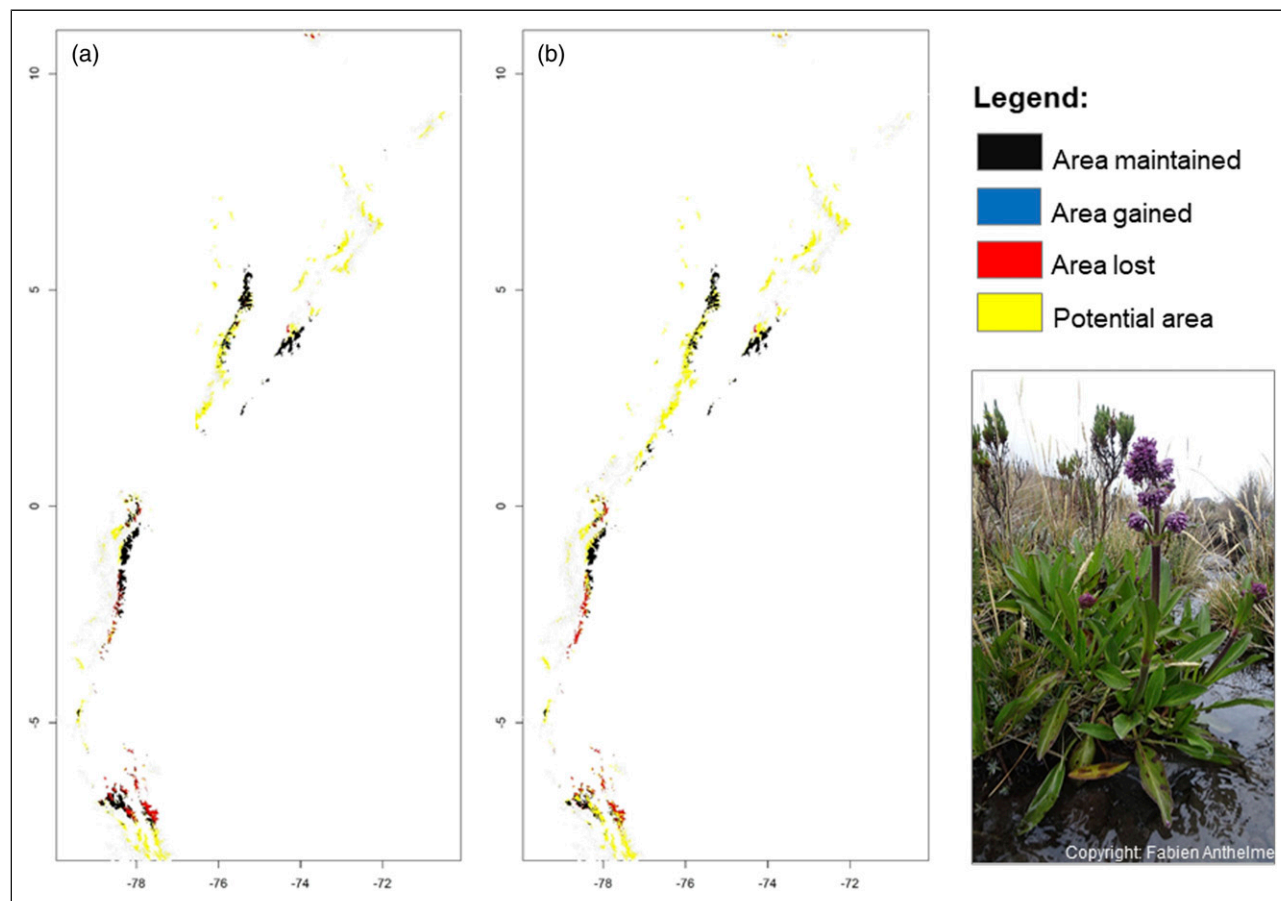 (a)
(b)
10
5
0
-5
-78
-76
-74
-72
10
5
0
-5
-78
-76
-74
-72
Legend:
Area maintained
Area gained
Area lost
Potential area
Copyright: Fabien Anthelme